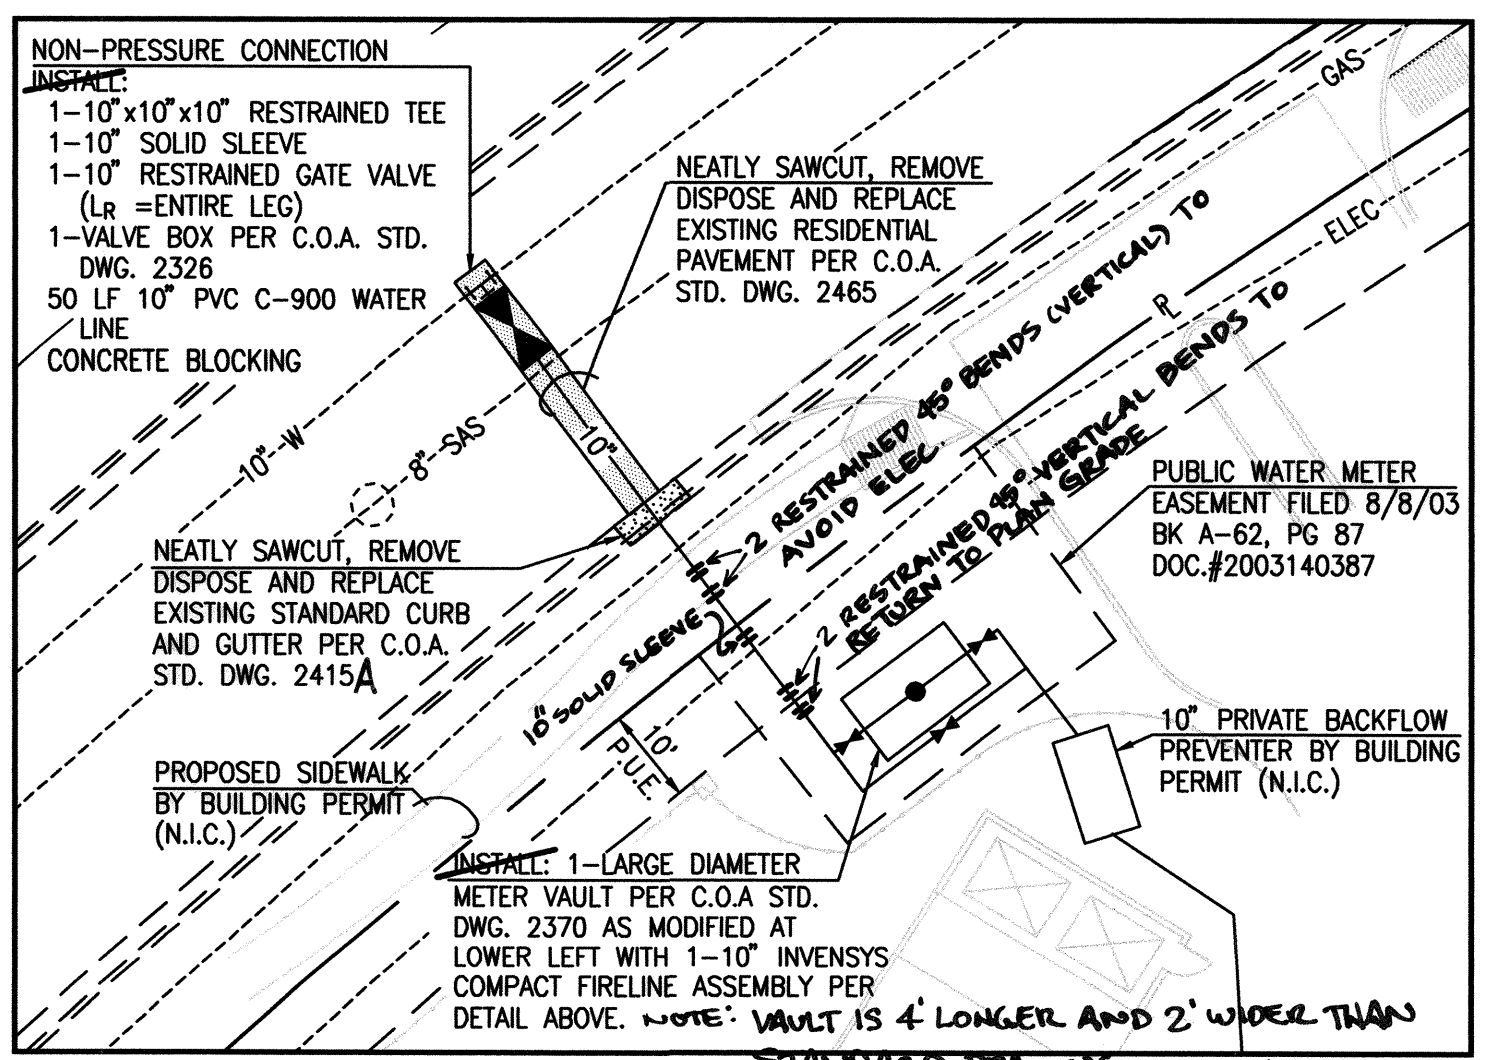 NON-PRESSURE CONNECTION
INSTALL:
1-10"x10"x10" RESTRAINED TEE
1-10" SOLID SLEEVE
1-10" RESTRAINED GATE VALVE
(LR =ENTIRE LEG)
1-VALVE BOX PER C.O.A. STD.
DWG. 2326
50 LF 10" PVC C-900 WATER
LINE
CONCRETE BLOCKING
NEATLY SAWCUT, REMOVE
DISPOSE AND REPLACE
EXISTING RESIDENTIAL
PAVEMENT PER C.O.A.
STD. DWG. 2465
GAS
ELEC
PL
10"-W
8"-SAS
10"
2 RESTRAINED 45° BENDS (VERTICAL) TO
AVOID ELEC.
2 RESTRAINED 45° VERTICAL BENDS TO
RETURN TO PLAN GRADE
PUBLIC WATER METER
EASEMENT FILED 8/8/03
BK A-62, PG 87
DOC.#2003140387
NEATLY SAWCUT, REMOVE
DISPOSE AND REPLACE
EXISTING STANDARD CURB
AND GUTTER PER C.O.A.
STD. DWG. 2415A
10" SOLID SLEEVE
10'
P.U.E.
10" PRIVATE BACKFLOW
PREVENTER BY BUILDING
PERMIT (N.I.C.)
PROPOSED SIDEWALK
BY BUILDING PERMIT
(N.I.C.)
INSTALL: 1-LARGE DIAMETER
METER VAULT PER C.O.A STD.
DWG. 2370 AS MODIFIED AT
LOWER LEFT WITH 1-10" INVENSYS
COMPACT FIRELINE ASSEMBLY PER
DETAIL ABOVE. NOTE: VAULT IS 4' LONGER AND 2' WIDER THAN